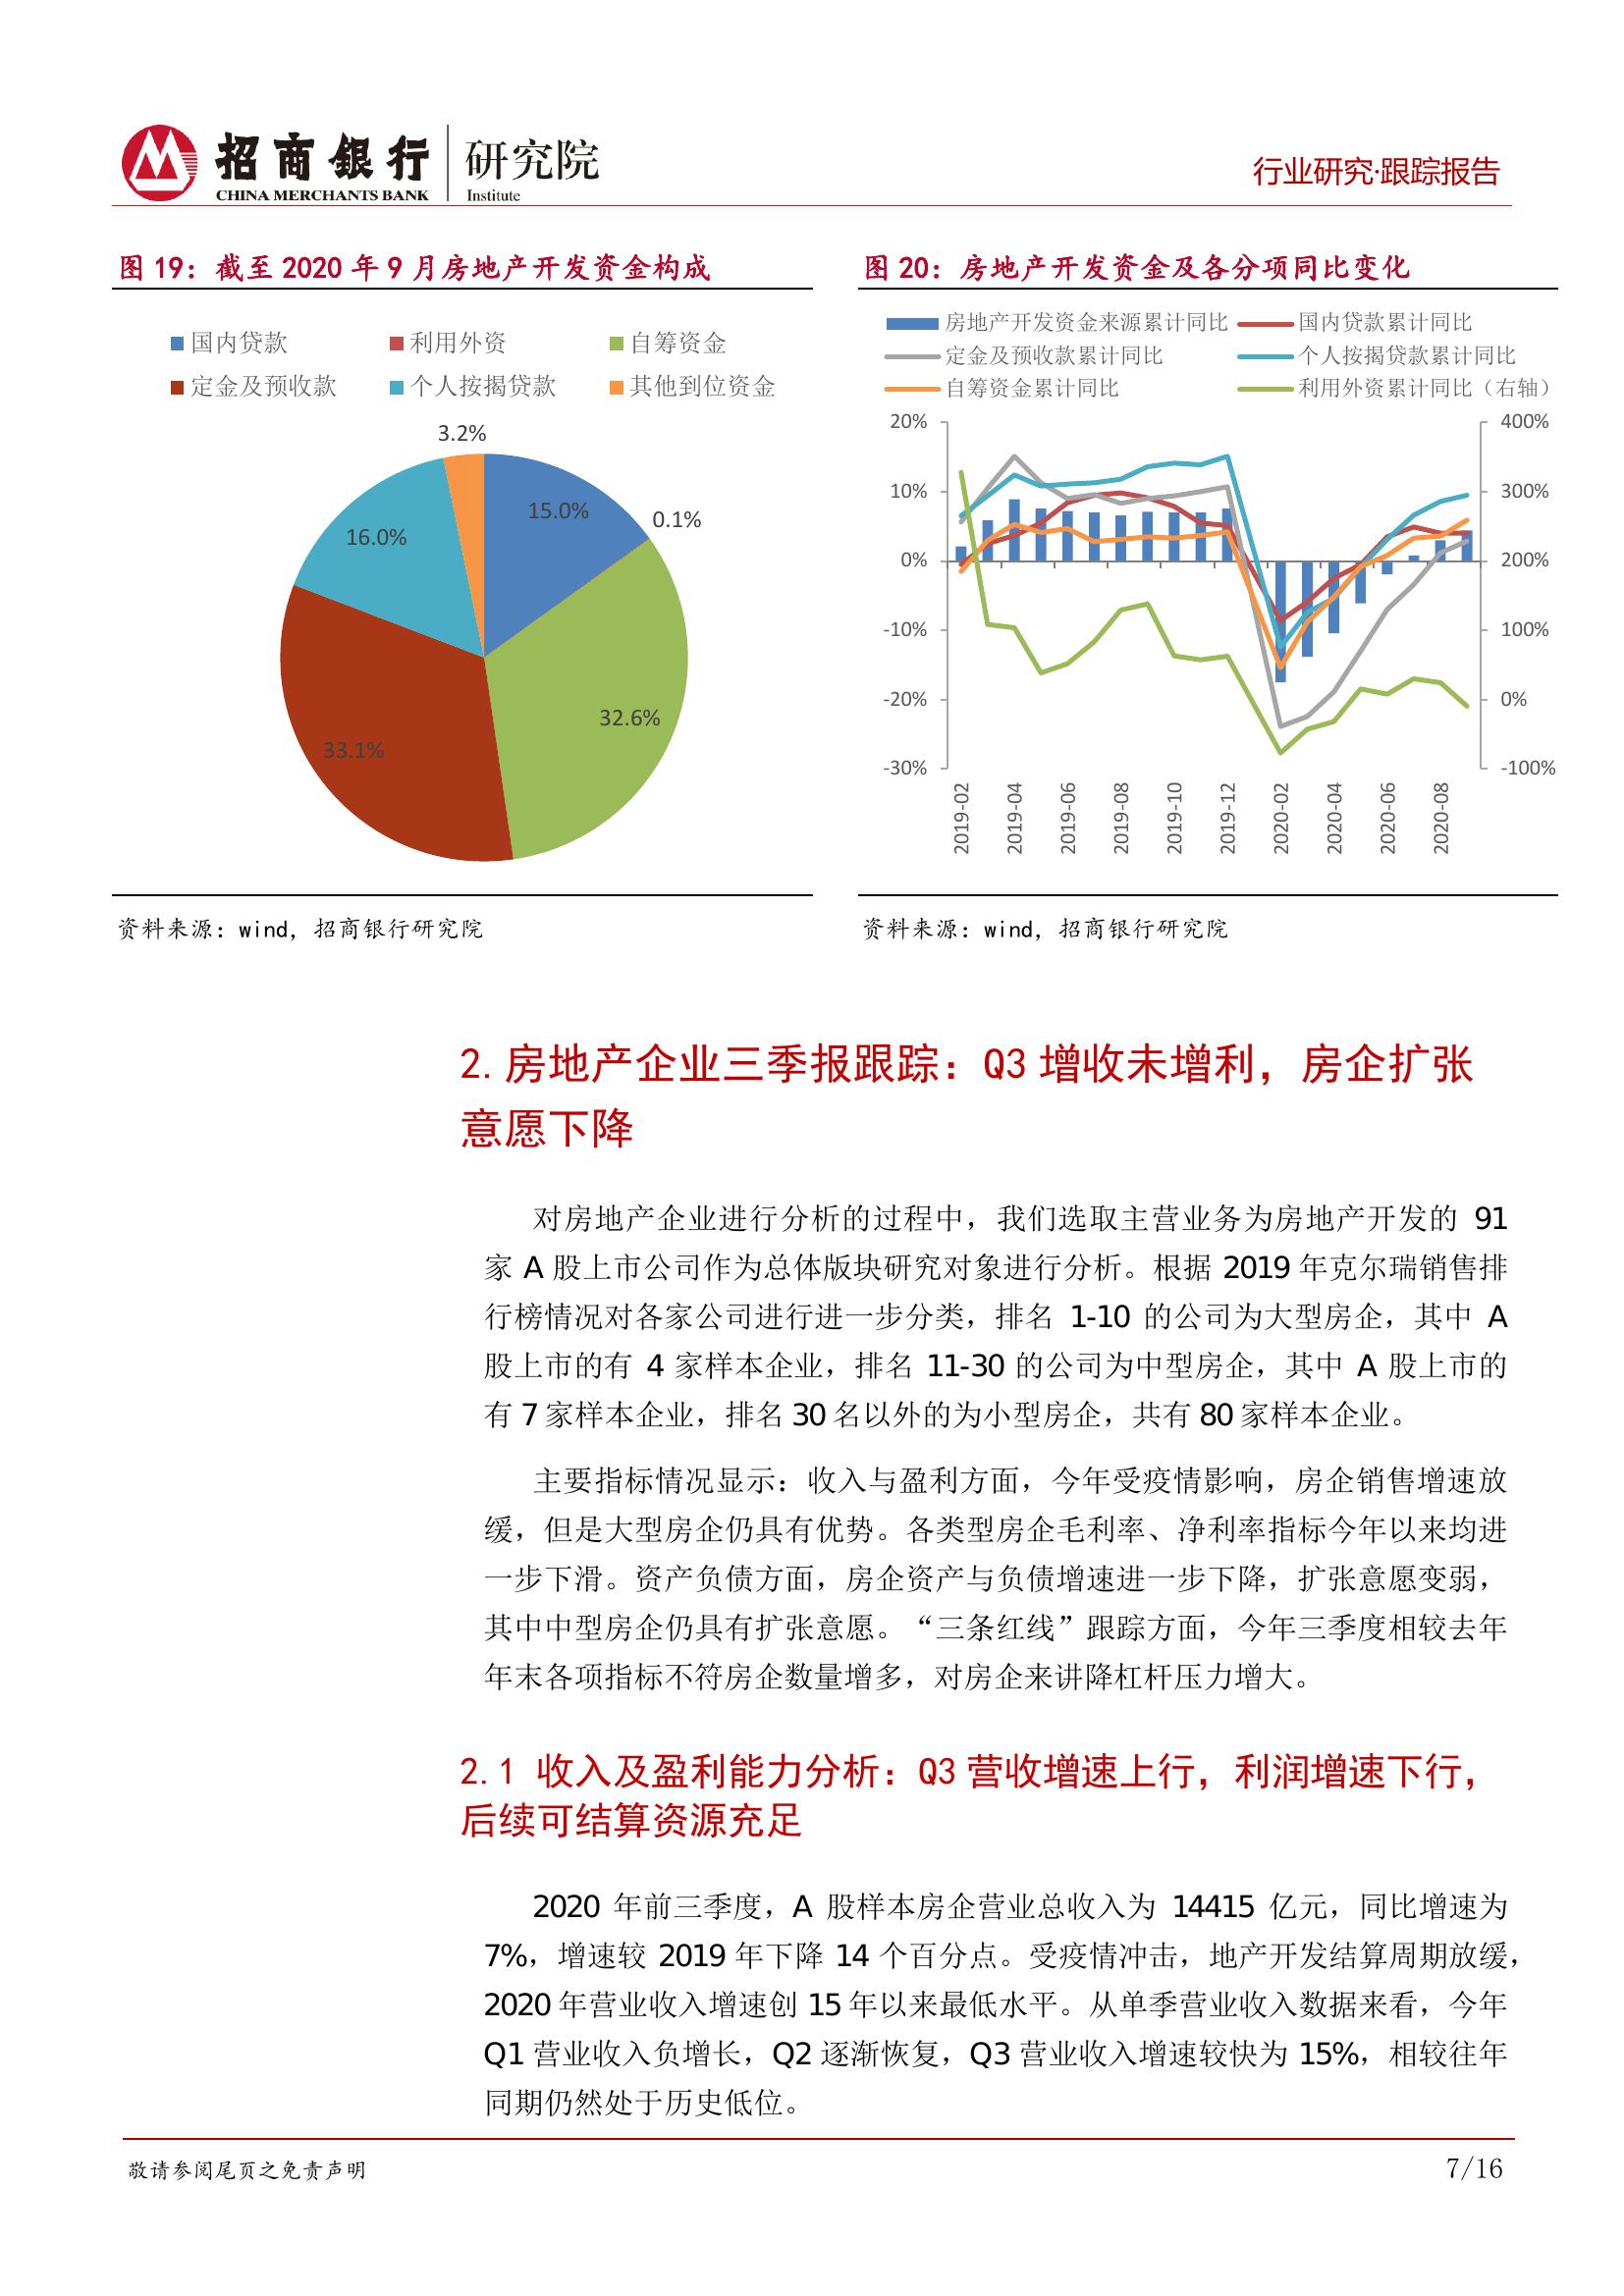 招商银行 研究院
CHINA MERCHANTS BANK Institute
行业研究·跟踪报告
图 19：截至 2020 年 9 月房地产开发资金构成
国内贷款 利用外资 自筹资金
定金及预收款 个人按揭贷款 其他到位资金
3.2%
15.0%
0.1%
16.0%
32.6%
33.1%
资料来源：wind，招商银行研究院
图 20：房地产开发资金及各分项同比变化
房地产开发资金来源累计同比 国内贷款累计同比
定金及预收款累计同比 个人按揭贷款累计同比
自筹资金累计同比 利用外资累计同比（右轴）
20% 400%
10% 300%
0% 200%
-10% 100%
-20% 0%
-30% -100%
2019-02 2019-04 2019-06 2019-08 2019-10 2019-12 2020-02 2020-04 2020-06 2020-08
资料来源：wind，招商银行研究院
2.房地产企业三季报跟踪：Q3 增收未增利，房企扩张
意愿下降
对房地产企业进行分析的过程中，我们选取主营业务为房地产开发的 91
家 A 股上市公司作为总体版块研究对象进行分析。根据 2019 年克尔瑞销售排
行榜情况对各家公司进行进一步分类，排名 1-10 的公司为大型房企，其中 A
股上市的有 4 家样本企业，排名 11-30 的公司为中型房企，其中 A 股上市的
有 7 家样本企业，排名 30 名以外的为小型房企，共有 80 家样本企业。
主要指标情况显示：收入与盈利方面，今年受疫情影响，房企销售增速放
缓，但是大型房企仍具有优势。各类型房企毛利率、净利率指标今年以来均进
一步下滑。资产负债方面，房企资产与负债增速进一步下降，扩张意愿变弱，
其中中型房企仍具有扩张意愿。“三条红线”跟踪方面，今年三季度相较去年
年末各项指标不符房企数量增多，对房企来讲降杠杆压力增大。
2.1 收入及盈利能力分析：Q3 营收增速上行，利润增速下行，
后续可结算资源充足
2020 年前三季度，A 股样本房企营业总收入为 14415 亿元，同比增速为
7%，增速较 2019 年下降 14 个百分点。受疫情冲击，地产开发结算周期放缓，
2020 年营业收入增速创 15 年以来最低水平。从单季营业收入数据来看，今年
Q1 营业收入负增长，Q2 逐渐恢复，Q3 营业收入增速较快为 15%，相较往年
同期仍然处于历史低位。
敬请参阅尾页之免责声明
7/16